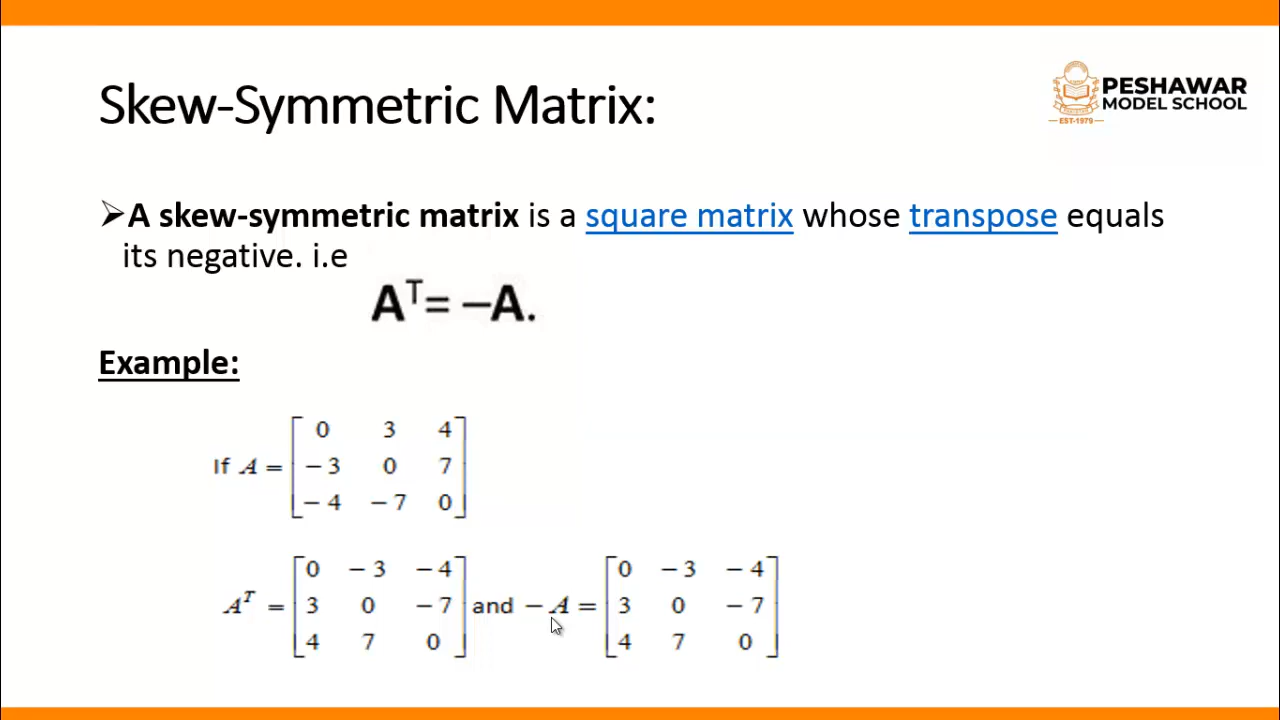 Skew-Symmetric Matrix:
PESHAWAR
MODEL SCHOOL
EST-1979
➢A skew-symmetric matrix is a square matrix whose transpose equals
its negative. i.e
Aᵀ= –A.
Example:
If A = [ 0 3 4
– 3 0 7
– 4 – 7 0 ]
Aᵀ = [ 0 – 3 – 4
3 0 – 7
4 7 0 ] and – A = [ 0 – 3 – 4
3 0 – 7
4 7 0 ]